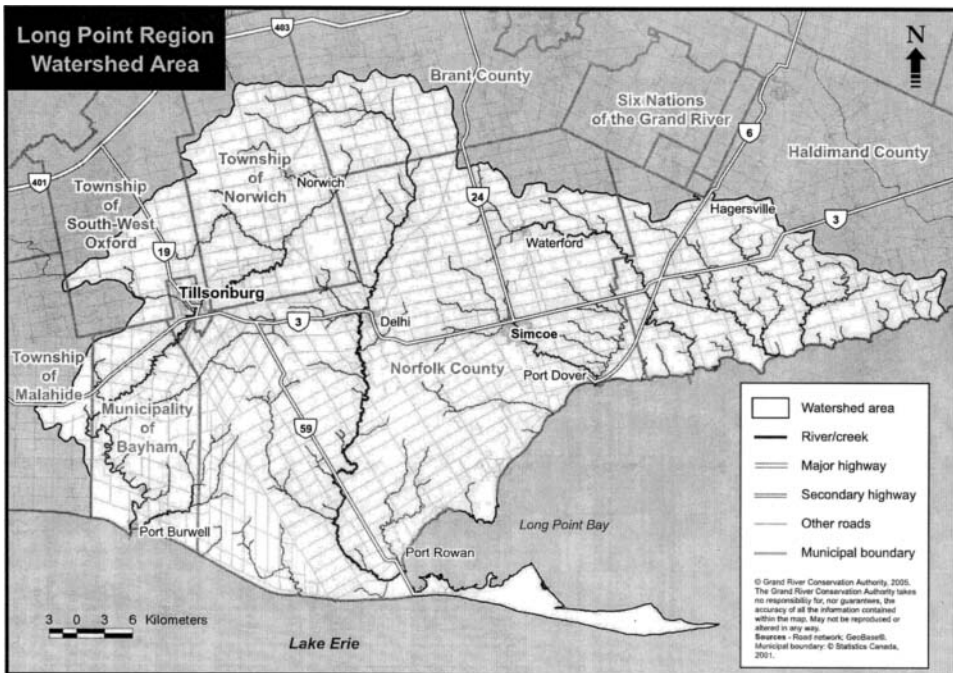 Long Point Region
Watershed Area
403
N
Brant County
Six Nations
of the Grand River
6
Haldimand County
401
Township
of
South-West
Oxford
Township
of
Norwich
Norwich
24
Hagersville
3
Waterford
19
Tillsonburg
3
Delhi
Simcoe
Port Dover
Norfolk County
Township
of
Malahide
Municipality
of
Bayham
59
Port Burwell
Port Rowan
Long Point Bay
Lake Erie
3 0 3 6 Kilometers
Watershed area
River/creek
Major highway
Secondary highway
Other roads
Municipal boundary
© Grand River Conservation Authority, 2005.
The Grand River Conservation Authority takes
no responsibility for, nor guarantees, the
accuracy of all the information contained
within the map. May not be reproduced or
altered in any way.
Sources - Road network: GeoBase®.
Municipal boundary: © Statistics Canada,
2001.